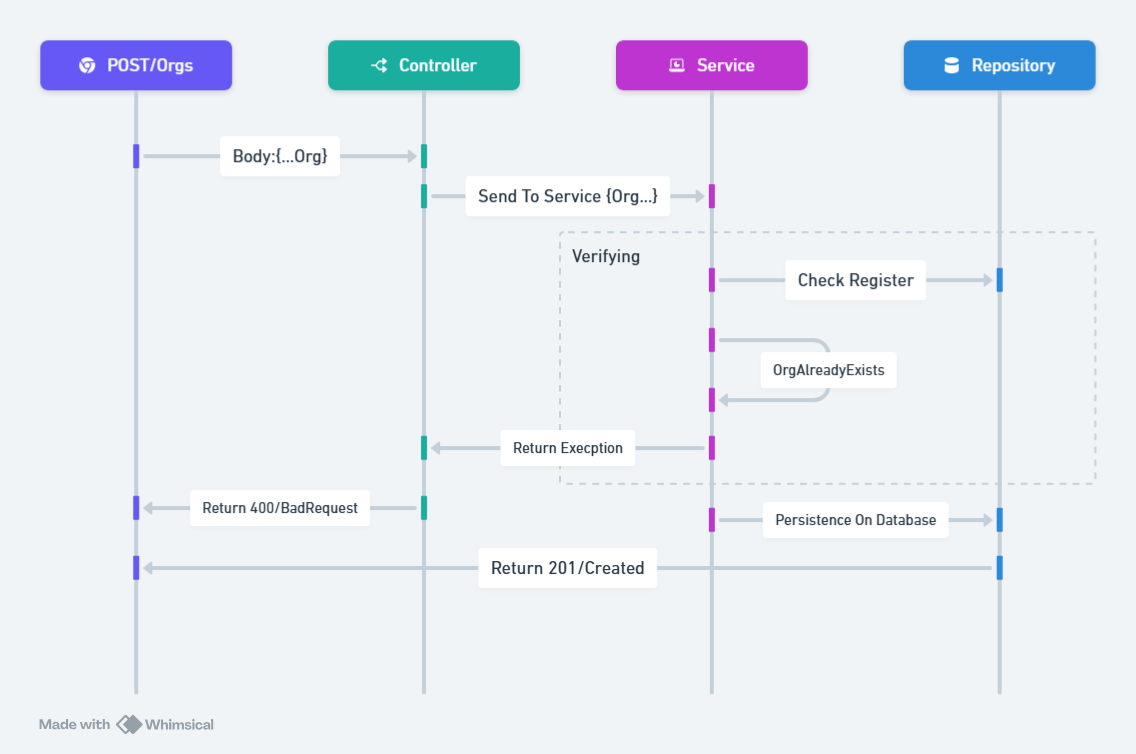 POST/Orgs
Controller
Service
Repository
Body:{...Org}
Send To Service {Org...}
Verifying
Check Register
OrgAlreadyExists
Return Execption
Return 400/BadRequest
Persistence On Database
Return 201/Created
Made with Whimsical